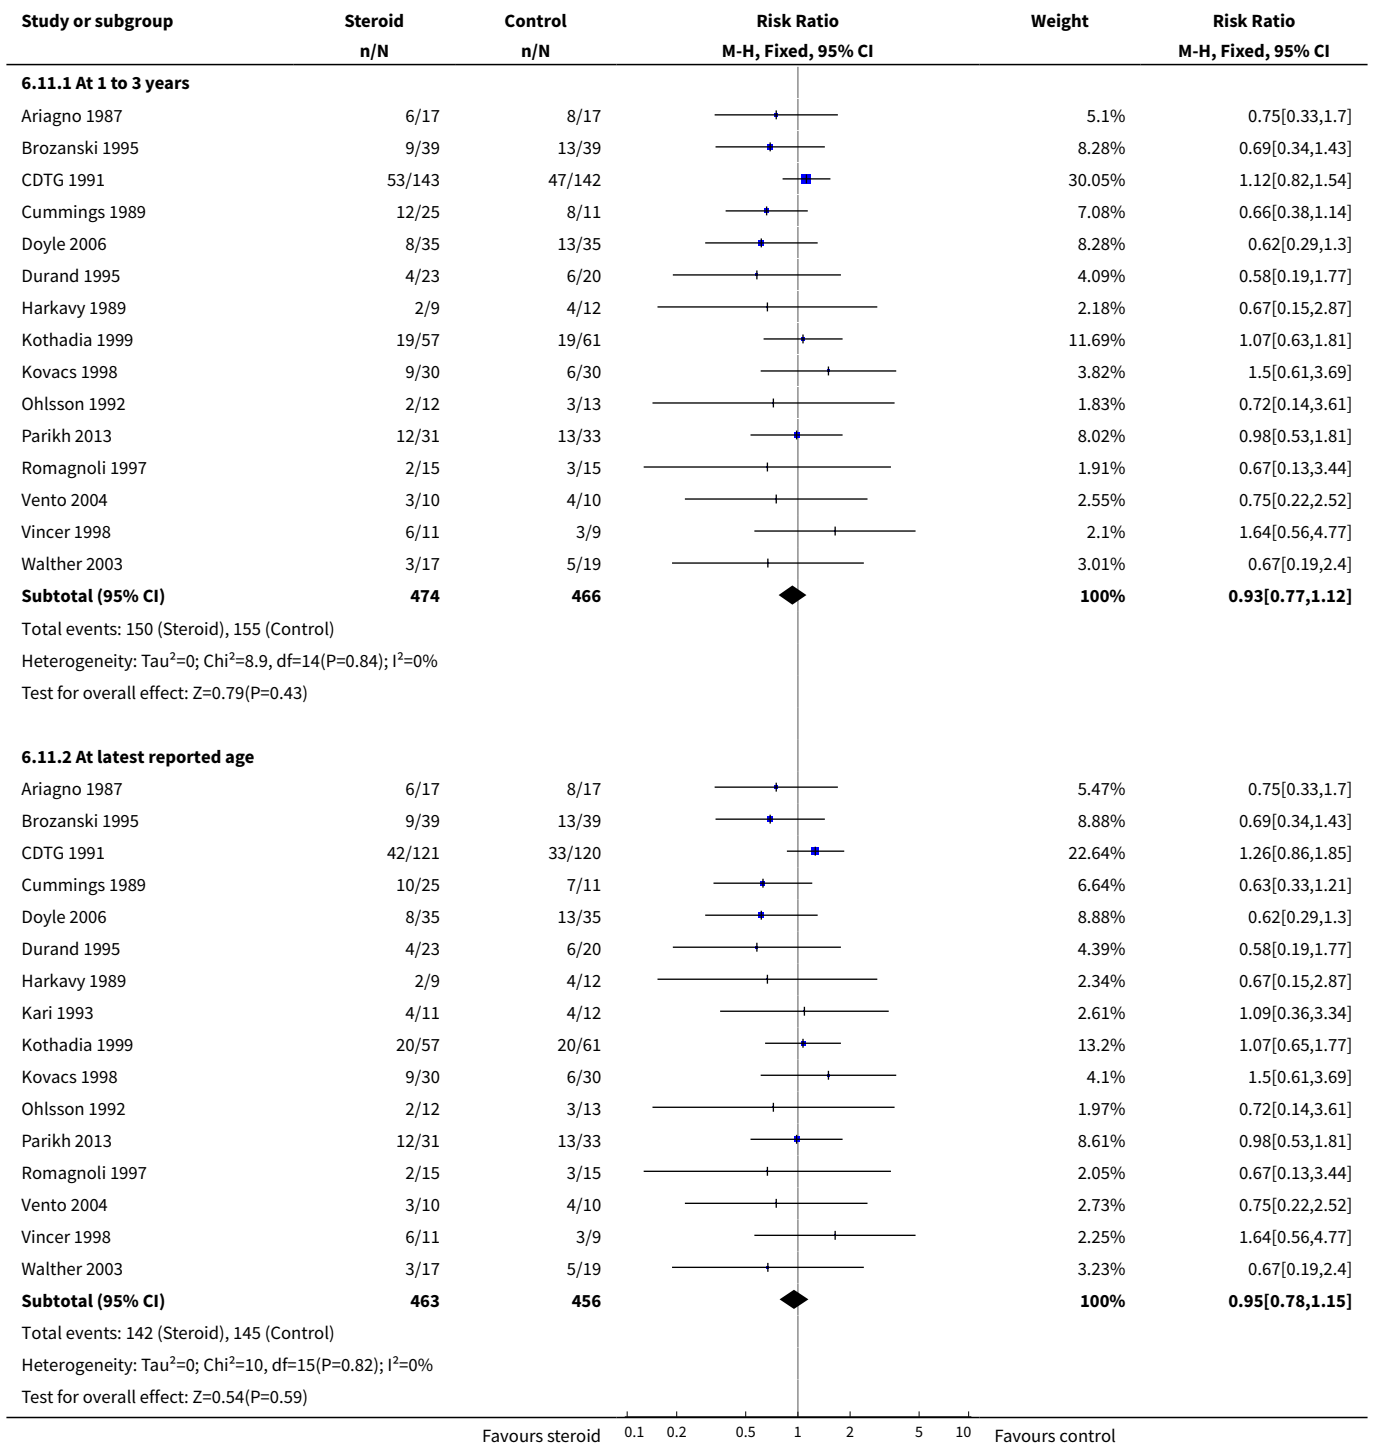 Study or subgroup Steroid Control Risk Ratio Weight Risk Ratio
n/N n/N M-H, Fixed, 95% CI M-H, Fixed, 95% CI
6.11.1 At 1 to 3 years
Ariagno 1987 6/17 8/17 5.1% 0.75[0.33,1.7]
Brozanski 1995 9/39 13/39 8.28% 0.69[0.34,1.43]
CDTG 1991 53/143 47/142 30.05% 1.12[0.82,1.54]
Cummings 1989 12/25 8/11 7.08% 0.66[0.38,1.14]
Doyle 2006 8/35 13/35 8.28% 0.62[0.29,1.3]
Durand 1995 4/23 6/20 4.09% 0.58[0.19,1.77]
Harkavy 1989 2/9 4/12 2.18% 0.67[0.15,2.87]
Kothadia 1999 19/57 19/61 11.69% 1.07[0.63,1.81]
Kovacs 1998 9/30 6/30 3.82% 1.5[0.61,3.69]
Ohlsson 1992 2/12 3/13 1.83% 0.72[0.14,3.61]
Parikh 2013 12/31 13/33 8.02% 0.98[0.53,1.81]
Romagnoli 1997 2/15 3/15 1.91% 0.67[0.13,3.44]
Vento 2004 3/10 4/10 2.55% 0.75[0.22,2.52]
Vincer 1998 6/11 3/9 2.1% 1.64[0.56,4.77]
Walther 2003 3/17 5/19 3.01% 0.67[0.19,2.4]
Subtotal (95% CI) 474 466 100% 0.93[0.77,1.12]
Total events: 150 (Steroid), 155 (Control)
Heterogeneity: Tau²=0; Chi²=8.9, df=14(P=0.84); I²=0%
Test for overall effect: Z=0.79(P=0.43)
6.11.2 At latest reported age
Ariagno 1987 6/17 8/17 5.47% 0.75[0.33,1.7]
Brozanski 1995 9/39 13/39 8.88% 0.69[0.34,1.43]
CDTG 1991 42/121 33/120 22.64% 1.26[0.86,1.85]
Cummings 1989 10/25 7/11 6.64% 0.63[0.33,1.21]
Doyle 2006 8/35 13/35 8.88% 0.62[0.29,1.3]
Durand 1995 4/23 6/20 4.39% 0.58[0.19,1.77]
Harkavy 1989 2/9 4/12 2.34% 0.67[0.15,2.87]
Kari 1993 4/11 4/12 2.61% 1.09[0.36,3.34]
Kothadia 1999 20/57 20/61 13.2% 1.07[0.65,1.77]
Kovacs 1998 9/30 6/30 4.1% 1.5[0.61,3.69]
Ohlsson 1992 2/12 3/13 1.97% 0.72[0.14,3.61]
Parikh 2013 12/31 13/33 8.61% 0.98[0.53,1.81]
Romagnoli 1997 2/15 3/15 2.05% 0.67[0.13,3.44]
Vento 2004 3/10 4/10 2.73% 0.75[0.22,2.52]
Vincer 1998 6/11 3/9 2.25% 1.64[0.56,4.77]
Walther 2003 3/17 5/19 3.23% 0.67[0.19,2.4]
Subtotal (95% CI) 463 456 100% 0.95[0.78,1.15]
Total events: 142 (Steroid), 145 (Control)
Heterogeneity: Tau²=0; Chi²=10, df=15(P=0.82); I²=0%
Test for overall effect: Z=0.54(P=0.59)
Favours steroid 0.1 0.2 0.5 1 2 5 10 Favours control